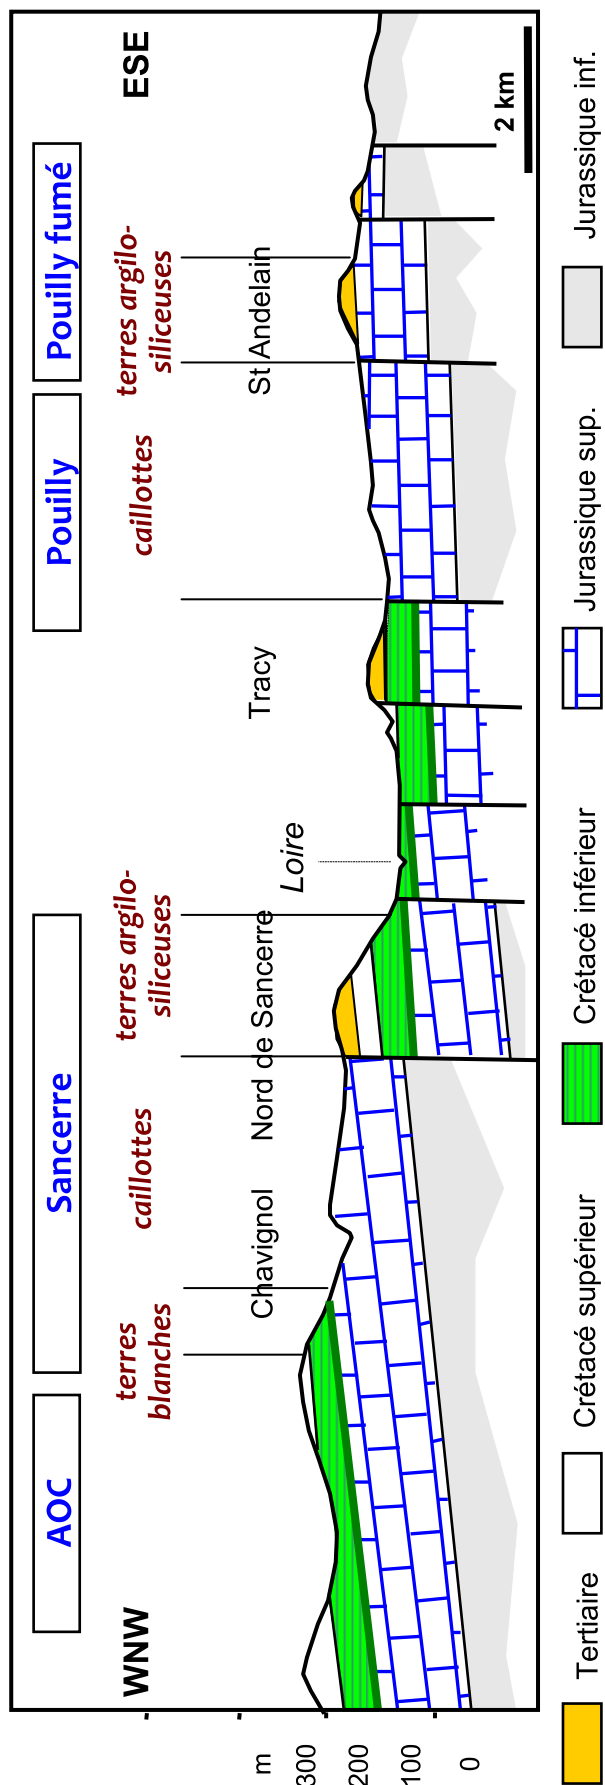 AOC
Sancerre
Pouilly
Pouilly fumé
WNW
terres
blanches
caillottes
terres argilo-
siliceuses
caillottes
terres argilo-
siliceuses
ESE
m
Chavignol
Nord de Sancerre
Loire
Tracy
St Andelain
300
200
100
0
2 km
Tertiaire
Crétacé supérieur
Crétacé inférieur
Jurassique sup.
Jurassique inf.